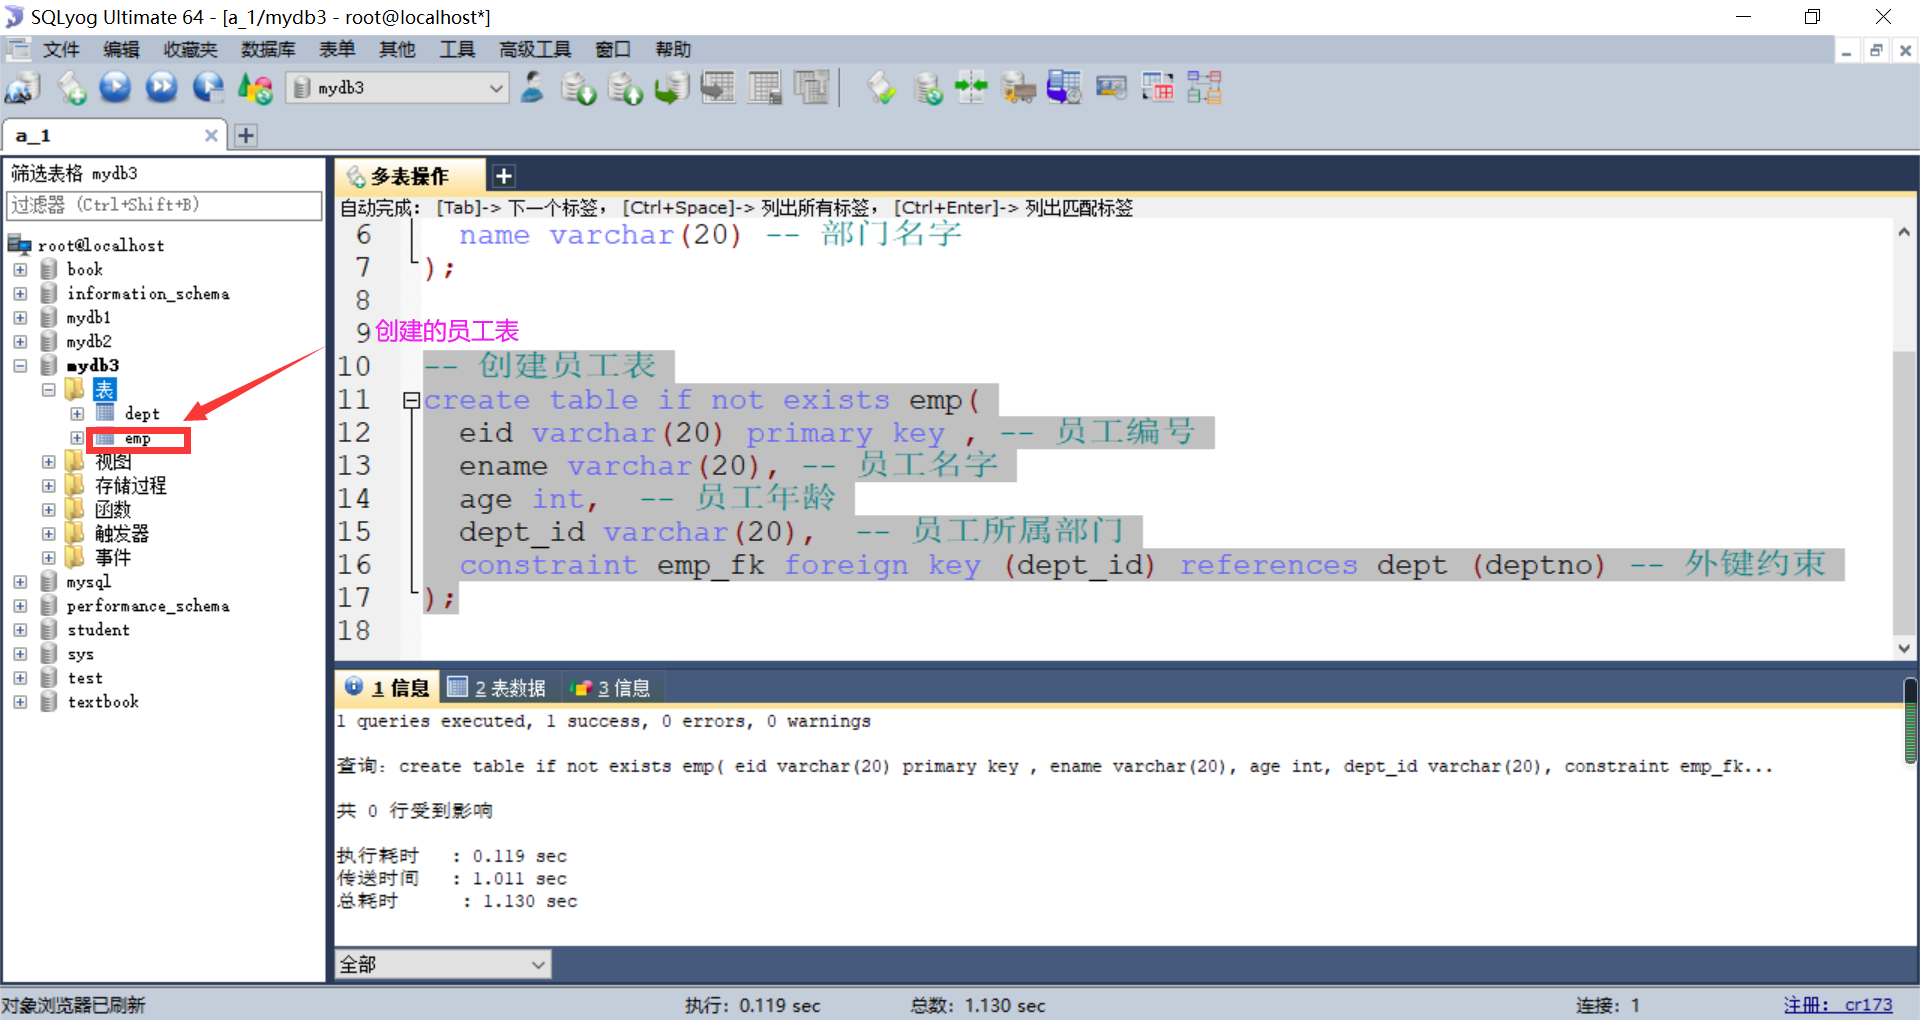 SQLyog Ultimate 64 - [a_1/mydb3 - root@localhost*]
文件 编辑 收藏夹 数据库 表单 其他 工具 高级工具 窗口 帮助
mydb3
a_1
筛选表格 mydb3
过滤器 (Ctrl+Shift+B)
root@localhost
book
information_schema
mydb1
mydb2
mydb3
表
dept
emp
视图
存储过程
函数
触发器
事件
mysql
performance_schema
student
sys
test
textbook
多表操作
自动完成： [Tab]-> 下一个标签， [Ctrl+Space]-> 列出所有标签， [Ctrl+Enter]-> 列出匹配标签
6 name varchar(20) -- 部门名字
7 );
8
9 创建的员工表
10 -- 创建员工表
11 create table if not exists emp(
12 eid varchar(20) primary key , -- 员工编号
13 ename varchar(20), -- 员工名字
14 age int, -- 员工年龄
15 dept_id varchar(20), -- 员工所属部门
16 constraint emp_fk foreign key (dept_id) references dept (deptno) -- 外键约束
17 );
18
1 信息 2 表数据 3 信息
1 queries executed, 1 success, 0 errors, 0 warnings
查询：create table if not exists emp( eid varchar(20) primary key , ename varchar(20), age int, dept_id varchar(20), constraint emp_fk...
共 0 行受到影响
执行耗时 : 0.119 sec
传送时间 : 1.011 sec
总耗时 : 1.130 sec
全部
对象浏览器已刷新 执行：0.119 sec 总数：1.130 sec 连接：1 注册： cr173